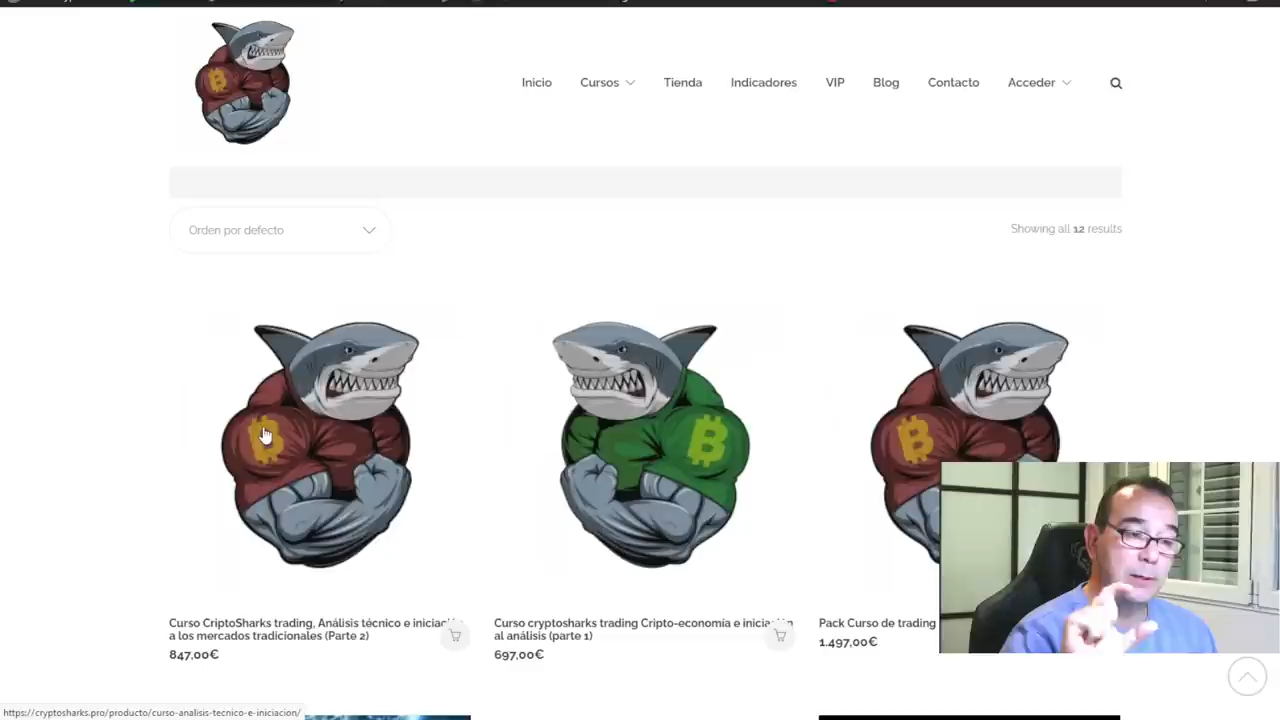 Inicio Cursos Tienda Indicadores VIP Blog Contacto Acceder
Orden por defecto
Showing all 12 results
Curso CriptoSharks trading, Análisis técnico e
a los mercados tradicionales (Parte 2)
847,00€
Curso cryptosharks trading Cripto-economía e
al análisis (parte 1)
697,00€
Pack Curso de trading
1.497,00€
https://cryptosharks.pro/producto/curso-analisis-tecnico-e-iniciacion/